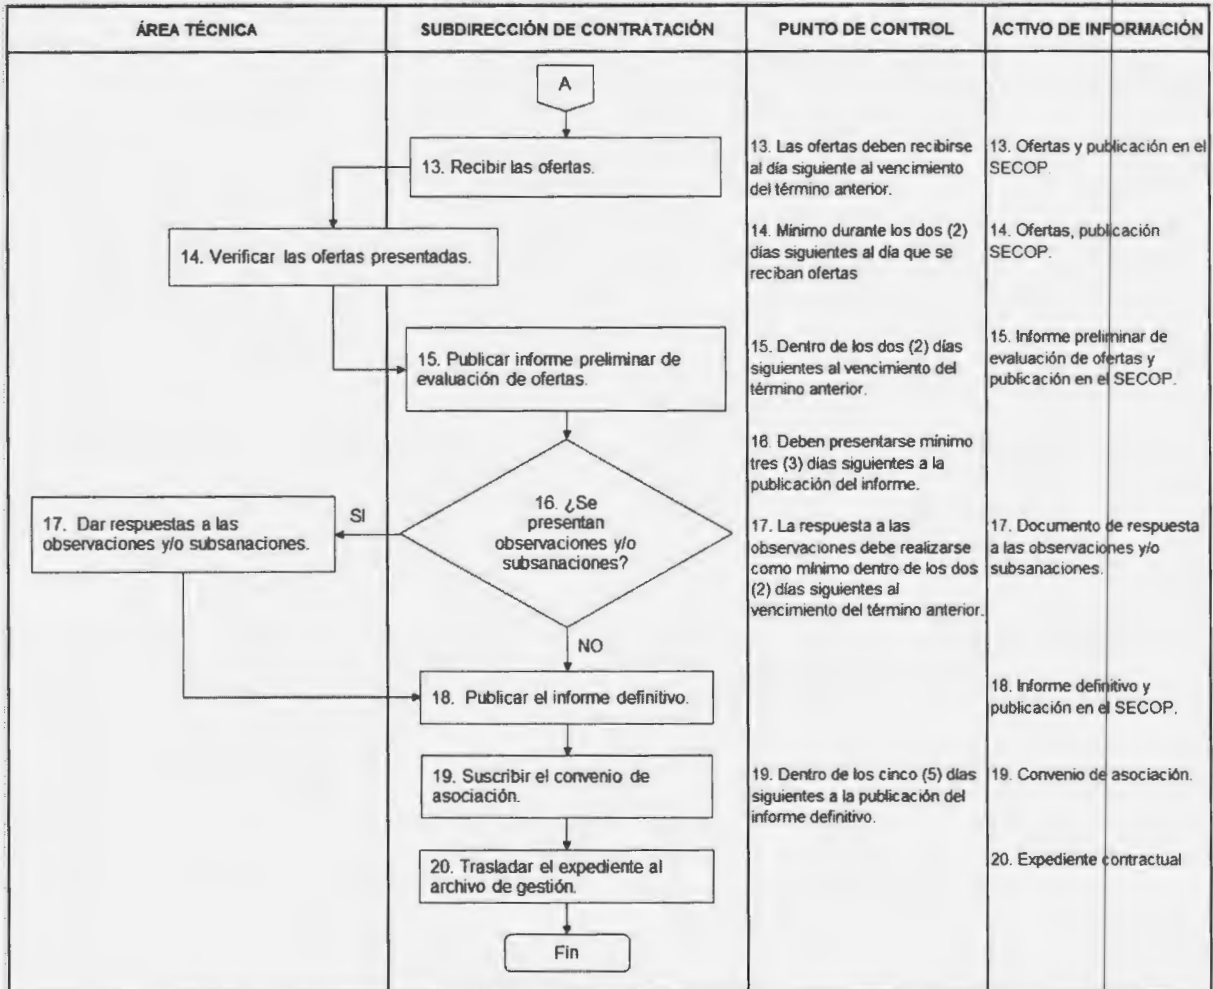 ÁREA TÉCNICA
SUBDIRECCIÓN DE CONTRATACIÓN
PUNTO DE CONTROL
ACTIVO DE INFORMACIÓN
A
13. Recibir las ofertas.
13. Las ofertas deben recibirse
al día siguiente al vencimiento
del término anterior.
13. Ofertas y publicación en el
SECOP.
14. Verificar las ofertas presentadas.
14. Mínimo durante los dos (2)
días siguientes al día que se
reciban ofertas
14. Ofertas, publicación
SECOP.
15. Publicar informe preliminar de
evaluación de ofertas.
15. Dentro de los dos (2) días
siguientes al vencimiento del
término anterior.
15. Informe preliminar de
evaluación de ofertas y
publicación en el SECOP.
16. ¿Se
presentan
observaciones y/o
subsanaciones?
16. Deben presentarse mínimo
tres (3) días siguientes a la
publicación del informe.
SI
17. Dar respuestas a las
observaciones y/o subsanaciones.
17. La respuesta a las
observaciones debe realizarse
como mínimo dentro de los dos
(2) días siguientes al
vencimiento del término anterior.
17. Documento de respuesta
a las observaciones y/o
subsanaciones.
NO
18. Publicar el informe definitivo.
18. Informe definitivo y
publicación en el SECOP.
19. Suscribir el convenio de
asociación.
19. Dentro de los cinco (5) días
siguientes a la publicación del
informe definitivo.
19. Convenio de asociación.
20. Trasladar el expediente al
archivo de gestión.
20. Expediente contractual
Fin